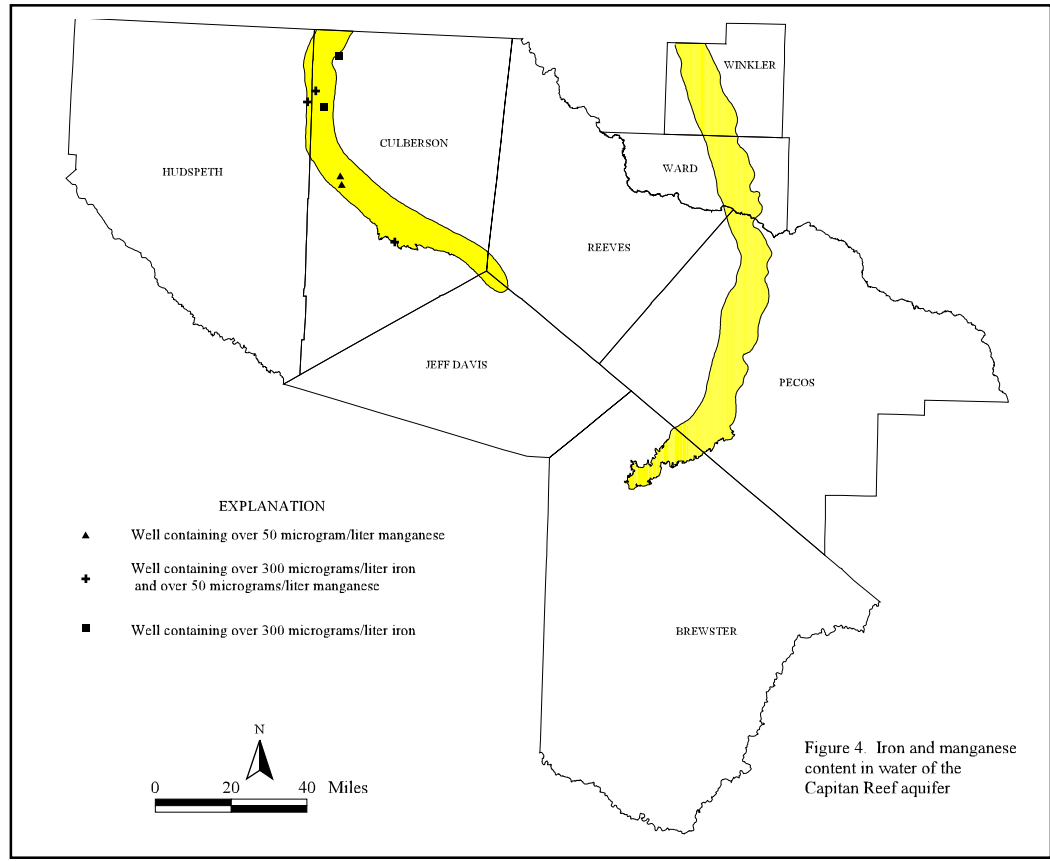 WINKLER
CULBERSON
WARD
HUDSPETH
REEVES
JEFF DAVIS
PECOS
EXPLANATION
Well containing over 50 microgram/liter manganese
Well containing over 300 micrograms/liter iron
and over 50 micrograms/liter manganese
Well containing over 300 micrograms/liter iron
BREWSTER
N
0 20 40 Miles
Figure 4. Iron and manganese
content in water of the
Capitan Reef aquifer